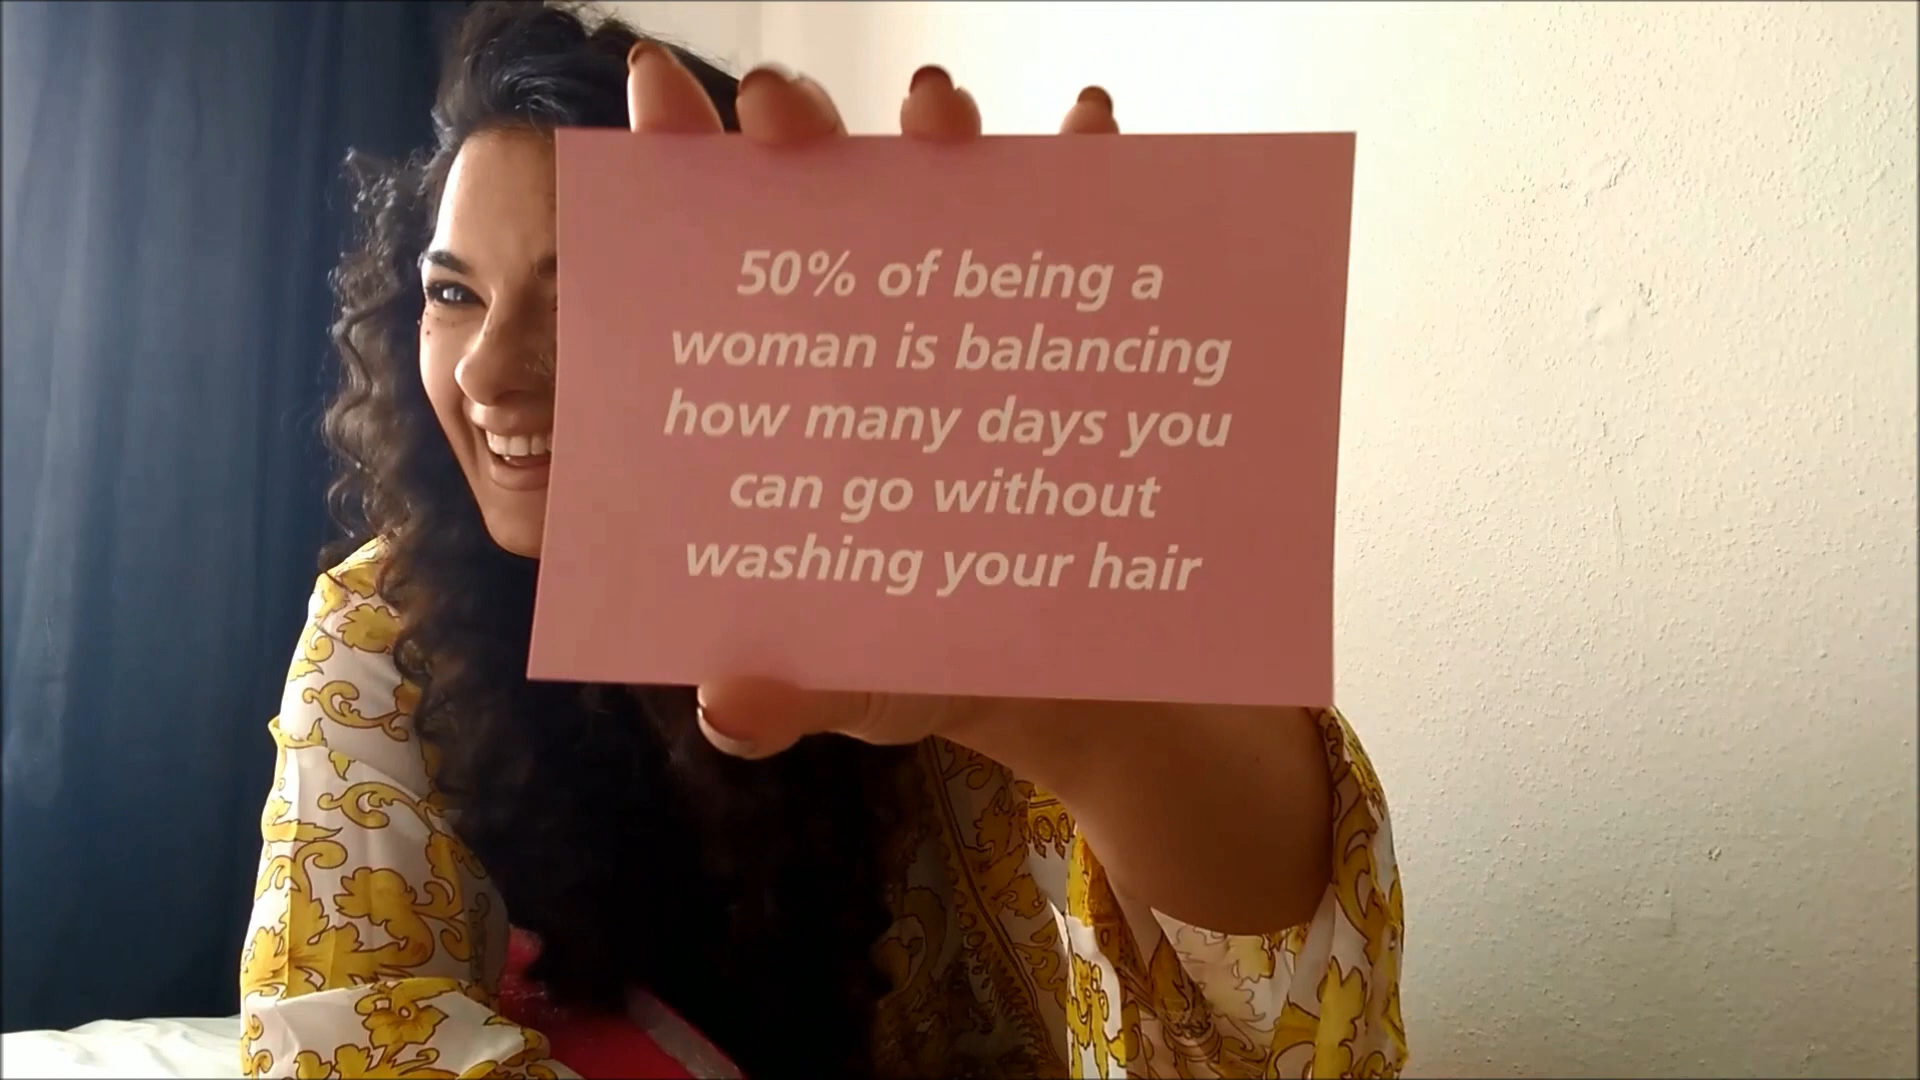 50% of being a
woman is balancing
how many days you
can go without
washing your hair